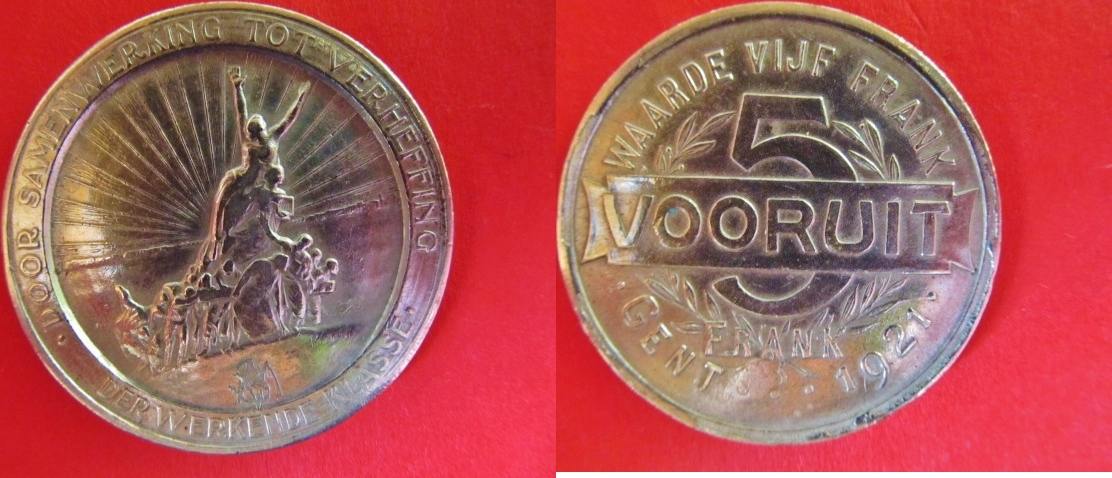 DOOR SAMENWERKING TOT VERHEFFING
DER WERKENDE KLASSE.
WAARDE VIJF FRANK
5
VOORUIT
FRANK
GENT 1921